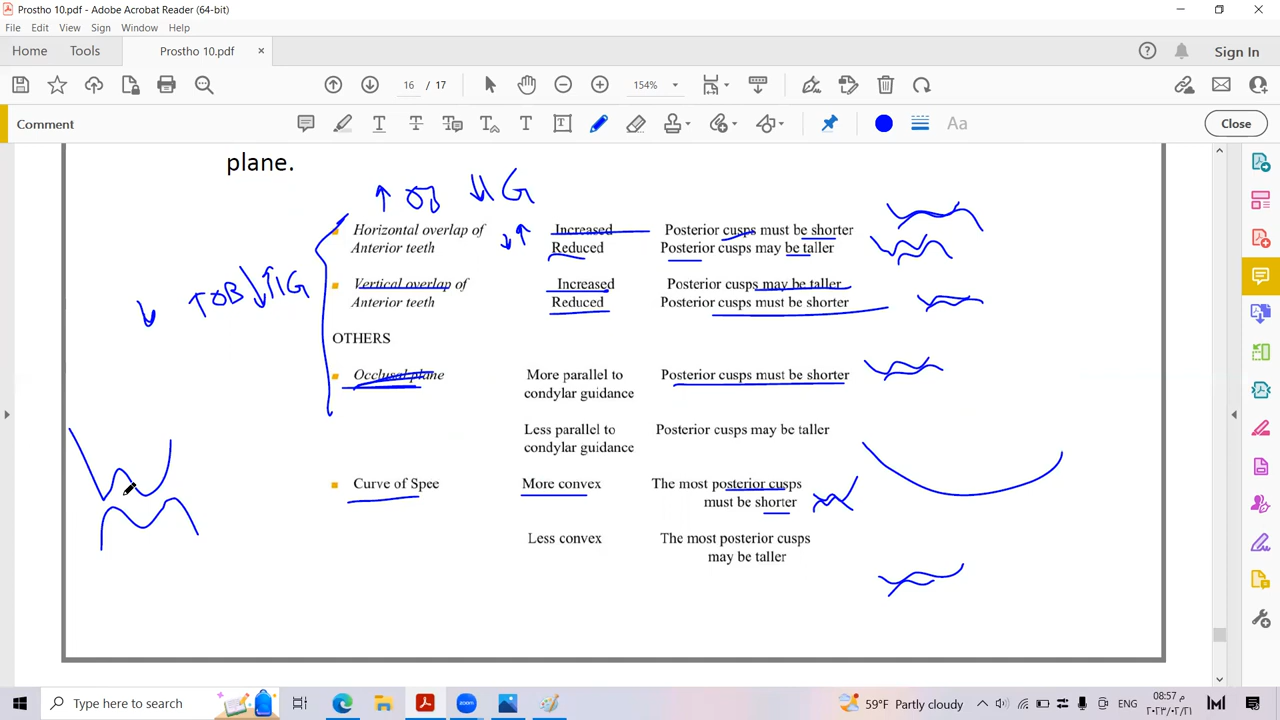 Prostho 10.pdf - Adobe Acrobat Reader (64-bit)
File Edit View Sign Window Help
Home Tools Prostho 10.pdf × Sign In
16 / 17 154%
Comment Aa Close
plane.
↑ OB ↓↓ G
Horizontal overlap of Increased Posterior cusps must be shorter
Anterior teeth ↓↑ Reduced Posterior cusps may be taller
Vertical overlap of Increased Posterior cusps may be taller
↓ ↑OB↓ ↑IG
Anterior teeth Reduced Posterior cusps must be shorter
OTHERS
Occlusal plane More parallel to Posterior cusps must be shorter
condylar guidance
Less parallel to Posterior cusps may be taller
condylar guidance
Curve of Spee More convex The most posterior cusps
must be shorter
Less convex The most posterior cusps
may be taller
Type here to search 59°F Partly cloudy ENG 08:57 م
٢٠٢٣/٠٢/٢١